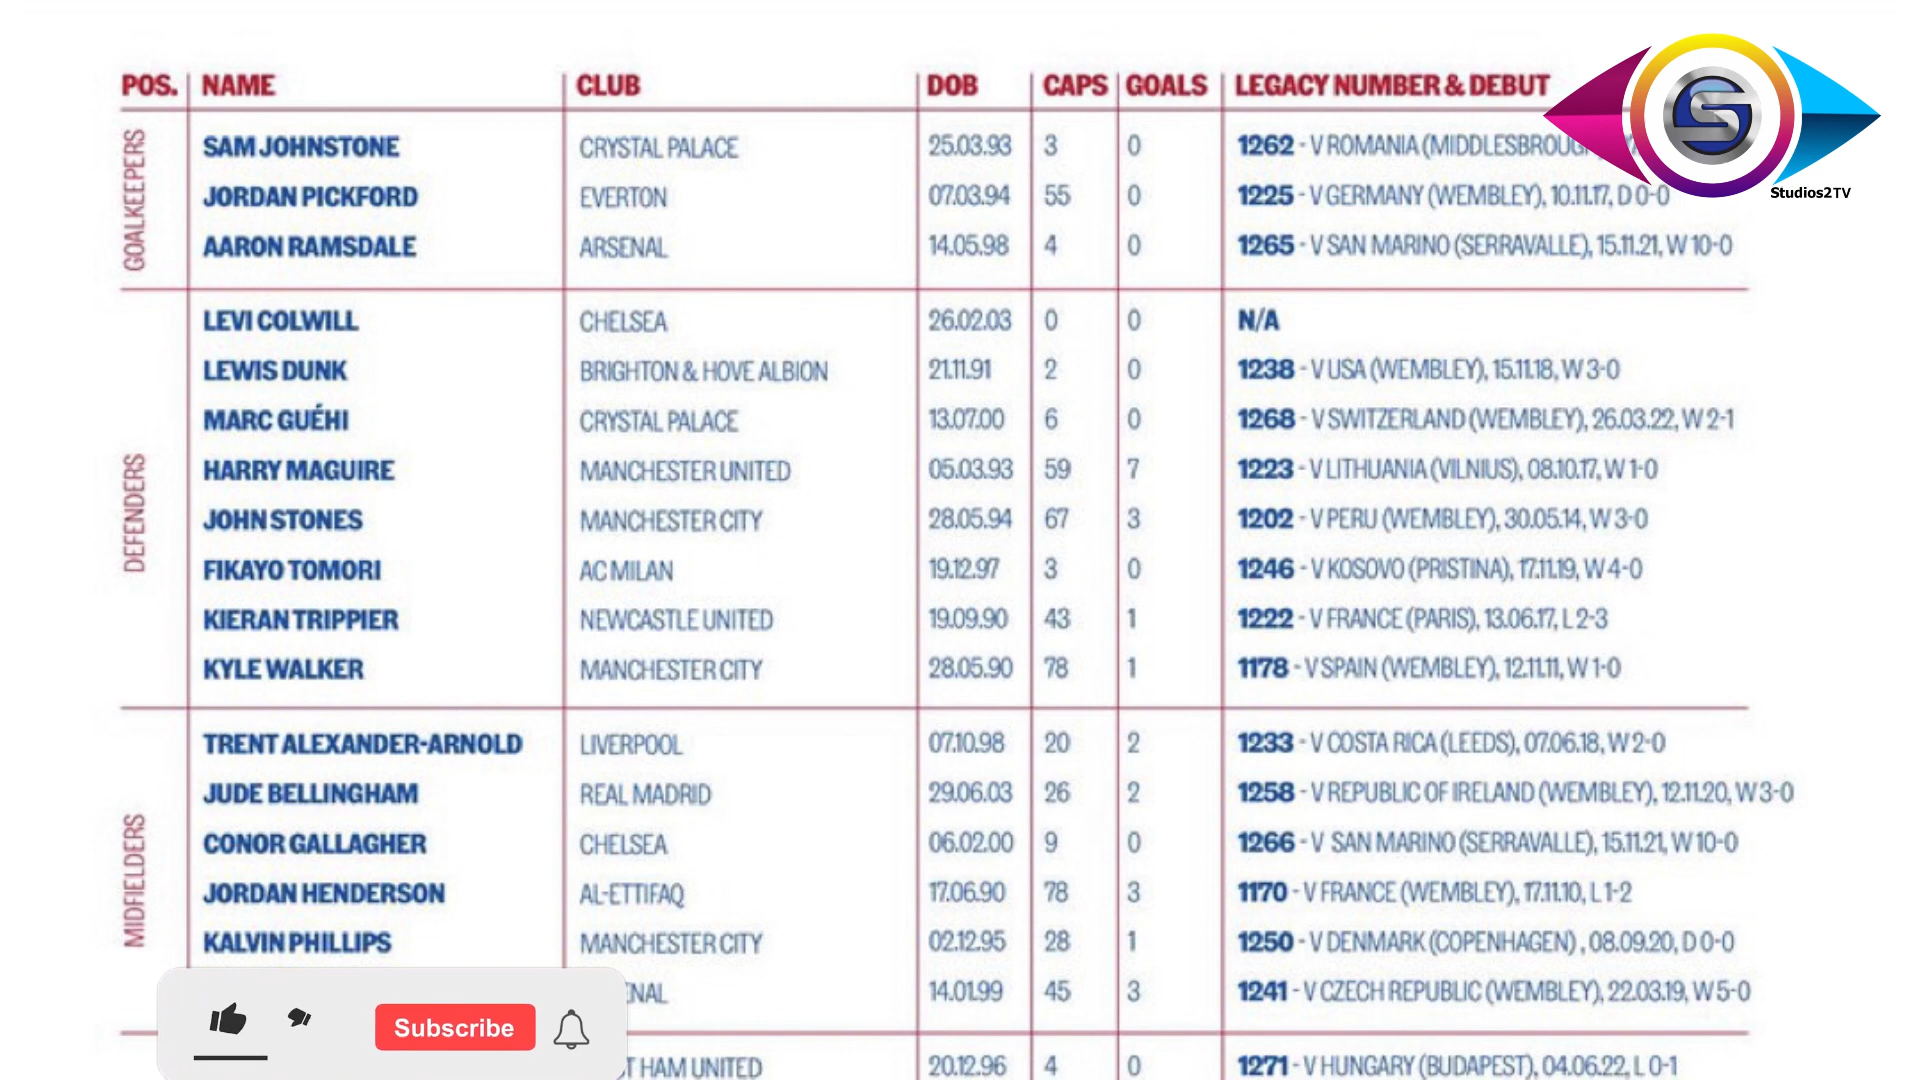 POS. NAME CLUB DOB CAPS GOALS LEGACY NUMBER & DEBUT
GOALKEEPERS
SAM JOHNSTONE CRYSTAL PALACE 25.03.93 3 0 1262 - V ROMANIA (MIDDLESBROUGH
JORDAN PICKFORD EVERTON 07.03.94 55 0 1225 - V GERMANY (WEMBLEY), 10.11.17, D 0-0
AARON RAMSDALE ARSENAL 14.05.98 4 0 1265 - V SAN MARINO (SERRAVALLE), 15.11.21, W 10-0
DEFENDERS
LEVI COLWILL CHELSEA 26.02.03 0 0 N/A
LEWIS DUNK BRIGHTON & HOVE ALBION 21.11.91 2 0 1238 - V USA (WEMBLEY), 15.11.18, W 3-0
MARC GUÉHI CRYSTAL PALACE 13.07.00 6 0 1268 - V SWITZERLAND (WEMBLEY), 26.03.22, W 2-1
HARRY MAGUIRE MANCHESTER UNITED 05.03.93 59 7 1223 - V LITHUANIA (VILNIUS), 08.10.17, W 1-0
JOHN STONES MANCHESTER CITY 28.05.94 67 3 1202 - V PERU (WEMBLEY), 30.05.14, W 3-0
FIKAYO TOMORI AC MILAN 19.12.97 3 0 1246 - V KOSOVO (PRISTINA), 17.11.19, W 4-0
KIERAN TRIPPIER NEWCASTLE UNITED 19.09.90 43 1 1222 - V FRANCE (PARIS), 13.06.17, L 2-3
KYLE WALKER MANCHESTER CITY 28.05.90 78 1 1178 - V SPAIN (WEMBLEY), 12.11.11, W 1-0
MIDFIELDERS
TRENT ALEXANDER-ARNOLD LIVERPOOL 07.10.98 20 2 1233 - V COSTA RICA (LEEDS), 07.06.18, W 2-0
JUDE BELLINGHAM REAL MADRID 29.06.03 26 2 1258 - V REPUBLIC OF IRELAND (WEMBLEY), 12.11.20, W 3-0
CONOR GALLAGHER CHELSEA 06.02.00 9 0 1266 - V SAN MARINO (SERRAVALLE), 15.11.21, W 10-0
JORDAN HENDERSON AL-ETTIFAQ 17.06.90 78 3 1170 - V FRANCE (WEMBLEY), 17.11.10, L 1-2
KALVIN PHILLIPS MANCHESTER CITY 02.12.95 28 1 1250 - V DENMARK (COPENHAGEN) , 08.09.20, D 0-0
14.01.99 45 3 1241 - V CZECH REPUBLIC (WEMBLEY), 22.03.19, W 5-0
HAM UNITED 20.12.96 4 0 1271 - V HUNGARY (BUDAPEST), 04.06.22, L 0-1
S
Studios2TV
Subscribe